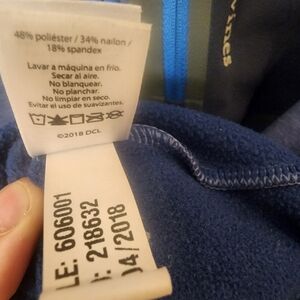 48% poliéster / 34% nailon /
18% spandex
Lavar a máquina en frío.
Secar al aire.
No blanquear.
No planchar.
No limpiar en seco.
Evitar el uso de suavizantes.
©2018 DCL
LE: 606001
: 218632
04/2018
vines